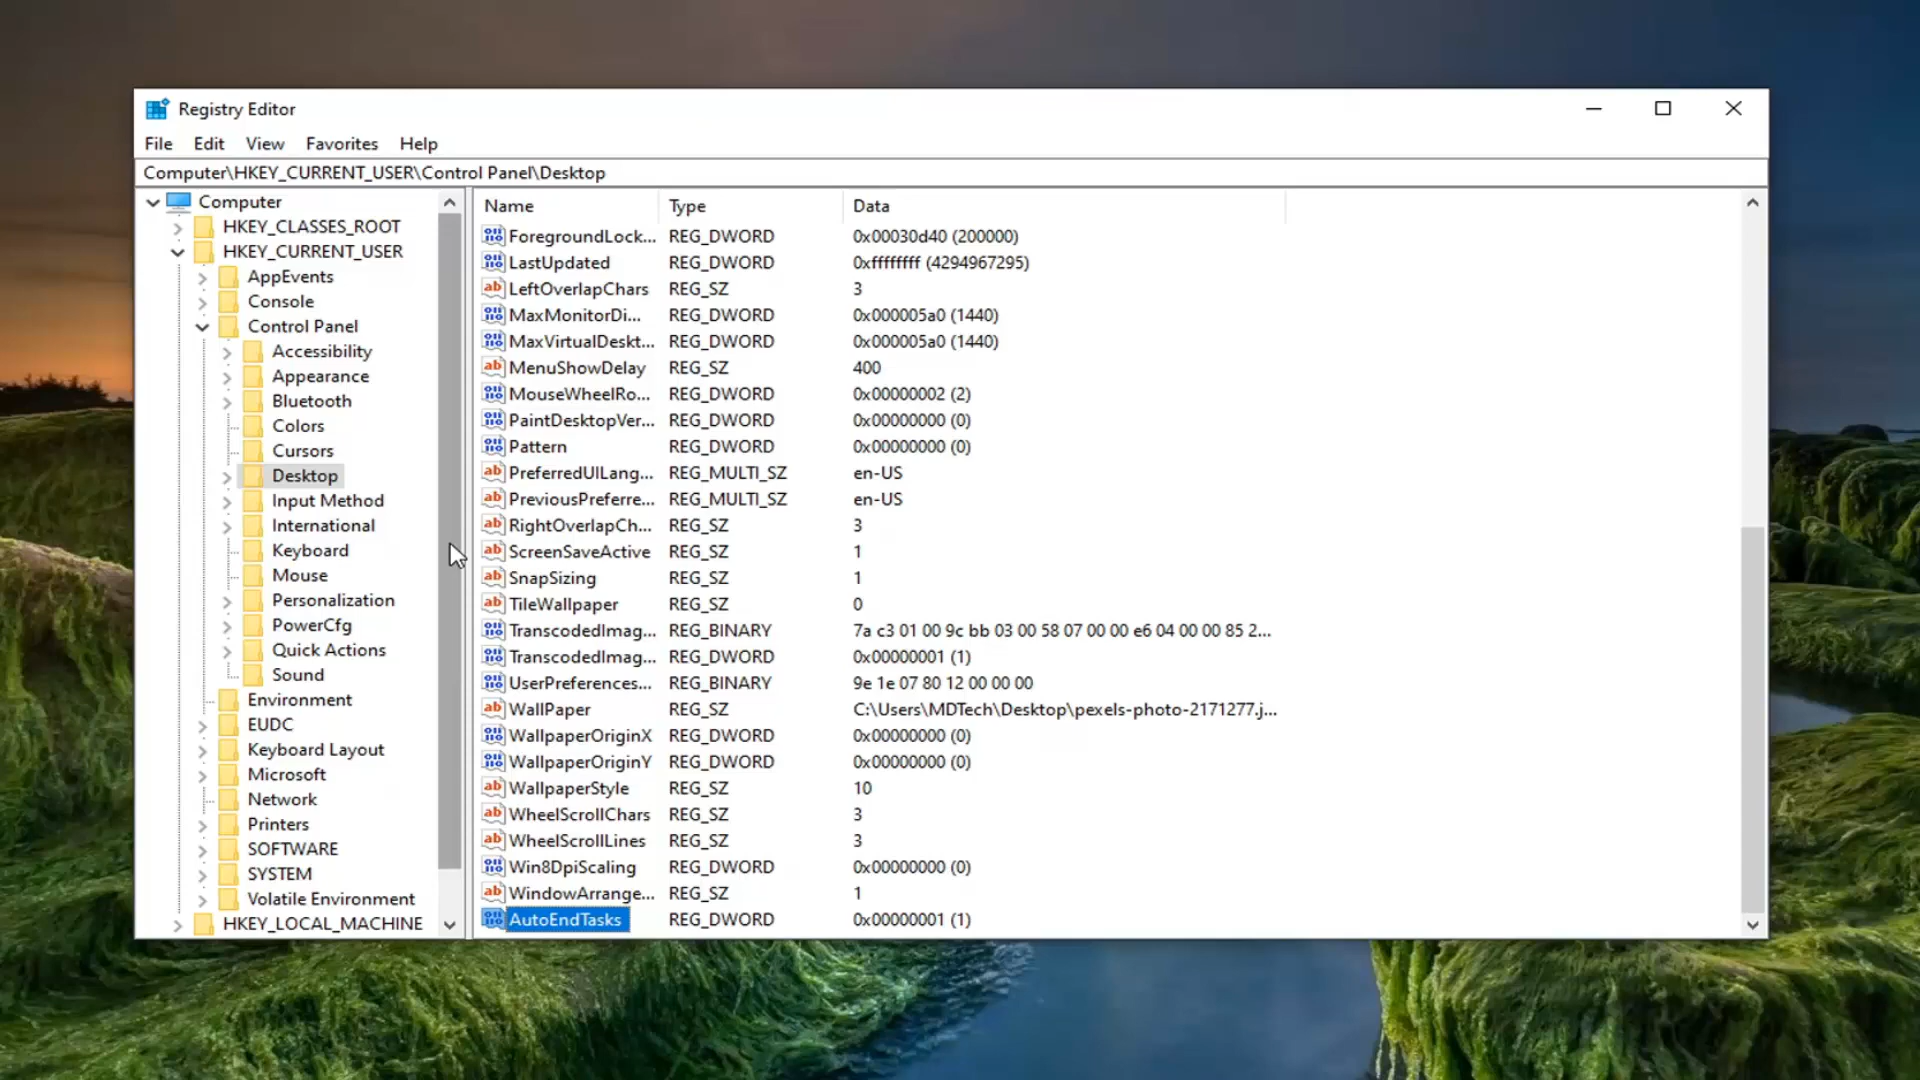 Registry Editor
File Edit View Favorites Help
Computer\HKEY_CURRENT_USER\Control Panel\Desktop
Computer
HKEY_CLASSES_ROOT
HKEY_CURRENT_USER
AppEvents
Console
Control Panel
Accessibility
Appearance
Bluetooth
Colors
Cursors
Desktop
Input Method
International
Keyboard
Mouse
Personalization
PowerCfg
Quick Actions
Sound
Environment
EUDC
Keyboard Layout
Microsoft
Network
Printers
SOFTWARE
SYSTEM
Volatile Environment
HKEY_LOCAL_MACHINE
Name Type Data
ForegroundLock... REG_DWORD 0x00030d40 (200000)
LastUpdated REG_DWORD 0xffffffff (4294967295)
LeftOverlapChars REG_SZ 3
MaxMonitorDi... REG_DWORD 0x000005a0 (1440)
MaxVirtualDeskt... REG_DWORD 0x000005a0 (1440)
MenuShowDelay REG_SZ 400
MouseWheelRo... REG_DWORD 0x00000002 (2)
PaintDesktopVer... REG_DWORD 0x00000000 (0)
Pattern REG_DWORD 0x00000000 (0)
PreferredUILang... REG_MULTI_SZ en-US
PreviousPreferre... REG_MULTI_SZ en-US
RightOverlapCh... REG_SZ 3
ScreenSaveActive REG_SZ 1
SnapSizing REG_SZ 1
TileWallpaper REG_SZ 0
TranscodedImag... REG_BINARY 7a c3 01 00 9c bb 03 00 58 07 00 00 e6 04 00 00 85 2...
TranscodedImag... REG_DWORD 0x00000001 (1)
UserPreferences... REG_BINARY 9e 1e 07 80 12 00 00 00
WallPaper REG_SZ C:\Users\MDTech\Desktop\pexels-photo-2171277.j...
WallpaperOriginX REG_DWORD 0x00000000 (0)
WallpaperOriginY REG_DWORD 0x00000000 (0)
WallpaperStyle REG_SZ 10
WheelScrollChars REG_SZ 3
WheelScrollLines REG_SZ 3
Win8DpiScaling REG_DWORD 0x00000000 (0)
WindowArrange... REG_SZ 1
AutoEndTasks REG_DWORD 0x00000001 (1)